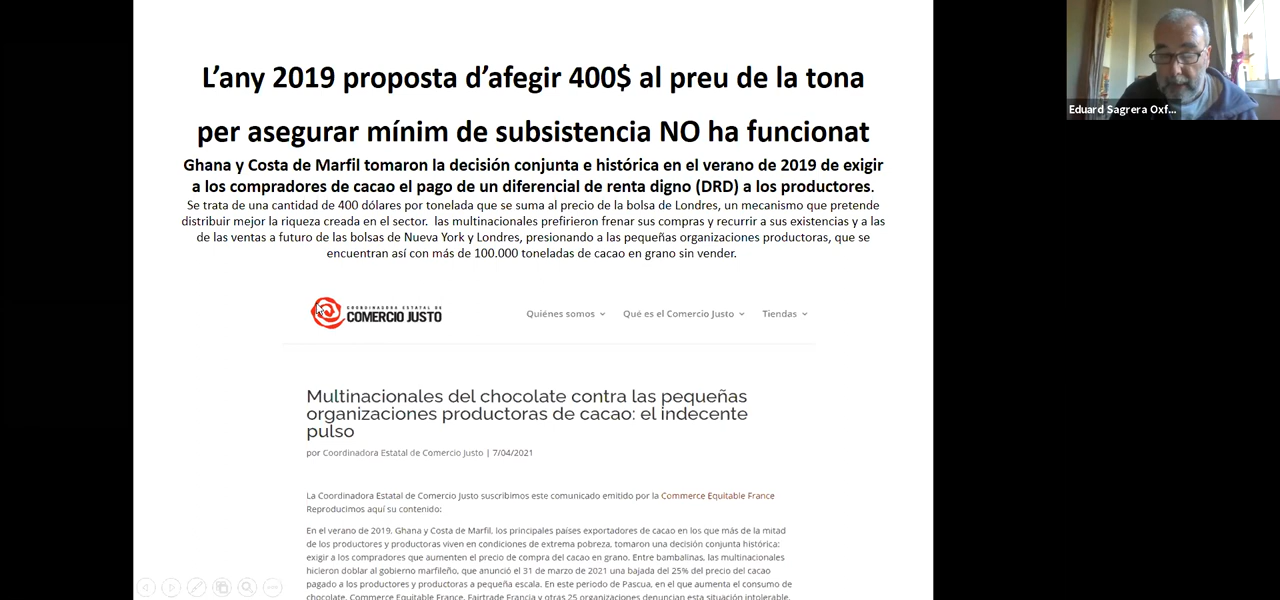 L’any 2019 proposta d’afegir 400$ al preu de la tona
per asegurar mínim de subsistencia NO ha funcionat
Ghana y Costa de Marfil tomaron la decisión conjunta e histórica en el verano de 2019 de exigir
a los compradores de cacao el pago de un diferencial de renta digno (DRD) a los productores.
Se trata de una cantidad de 400 dólares por tonelada que se suma al precio de la bolsa de Londres, un mecanismo que pretende
distribuir mejor la riqueza creada en el sector. las multinacionales prefirieron frenar sus compras y recurrir a sus existencias y a las
de las ventas a futuro de las bolsas de Nueva York y Londres, presionando a las pequeñas organizaciones productoras, que se
encuentran así con más de 100.000 toneladas de cacao en grano sin vender.
COORDINADORA ESTATAL DE
COMERCIO JUSTO
Quiénes somos Qué es el Comercio Justo Tiendas
Multinacionales del chocolate contra las pequeñas
organizaciones productoras de cacao: el indecente
pulso
por Coordinadora Estatal de Comercio Justo | 7/04/2021
La Coordinadora Estatal de Comercio Justo suscribimos este comunicado emitido por la Commerce Equitable France
Reproducimos aquí su contenido:
En el verano de 2019, Ghana y Costa de Marfil, los principales países exportadores de cacao en los que más de la mitad
de los productores y productoras viven en condiciones de extrema pobreza, tomaron una decisión conjunta histórica:
exigir a los compradores que aumenten el precio de compra del cacao en grano. Entre bambalinas, las multinacionales
hicieron doblar al gobierno marfileño, que anunció el 31 de marzo de 2021 una bajada del 25% del precio del cacao
pagado a los productores y productoras a pequeña escala. En este periodo de Pascua, en el que aumenta el consumo de
chocolate, Commerce Equitable France, Fairtrade Francia y otras 25 organizaciones denuncian esta situación intolerable.
Eduard Sagrera Oxf...